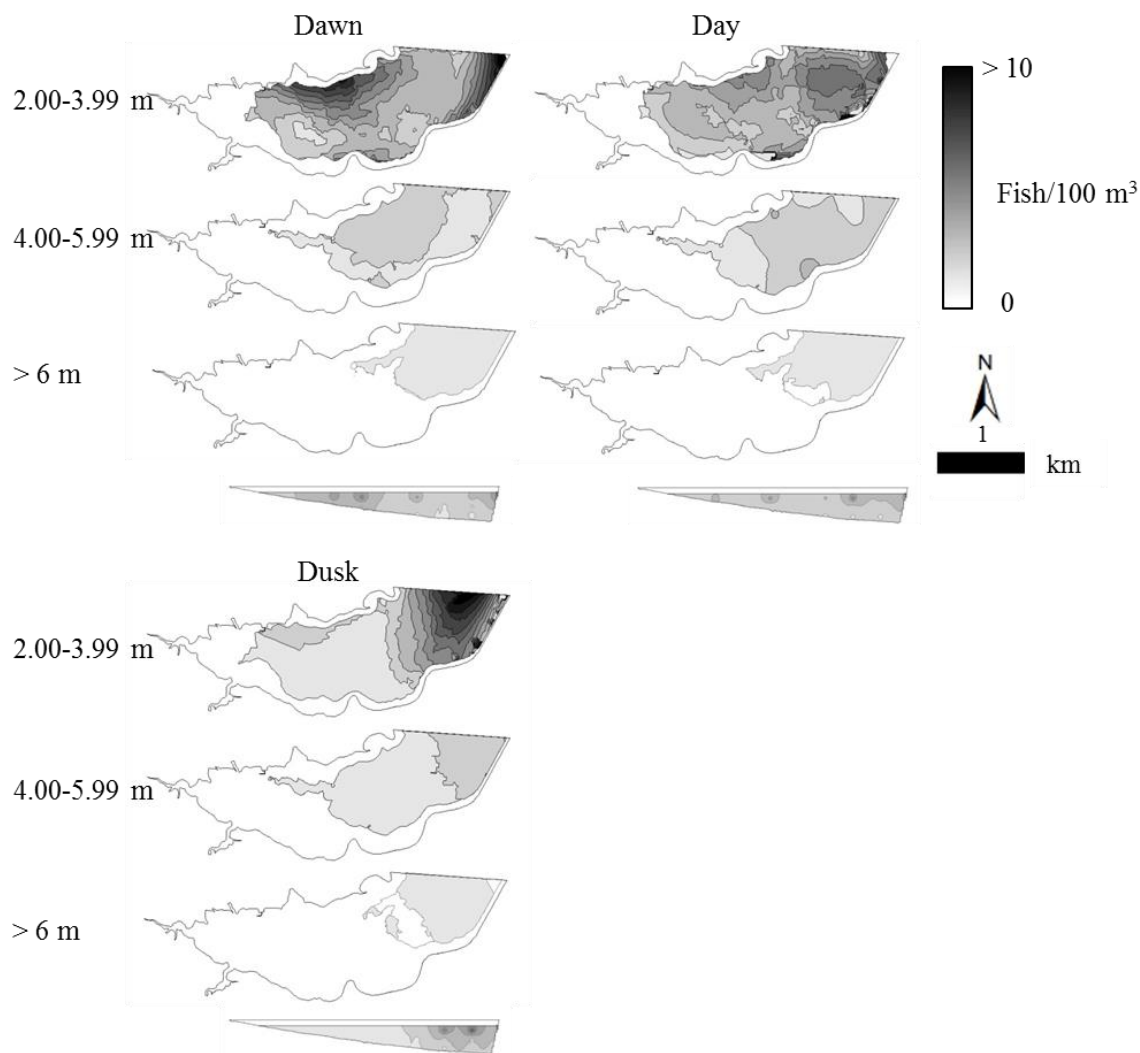 Dawn
Day
2.00-3.99 m
> 10
Fish/100 m³
4.00-5.99 m
0
> 6 m
N
1
km
Dusk
2.00-3.99 m
4.00-5.99 m
> 6 m